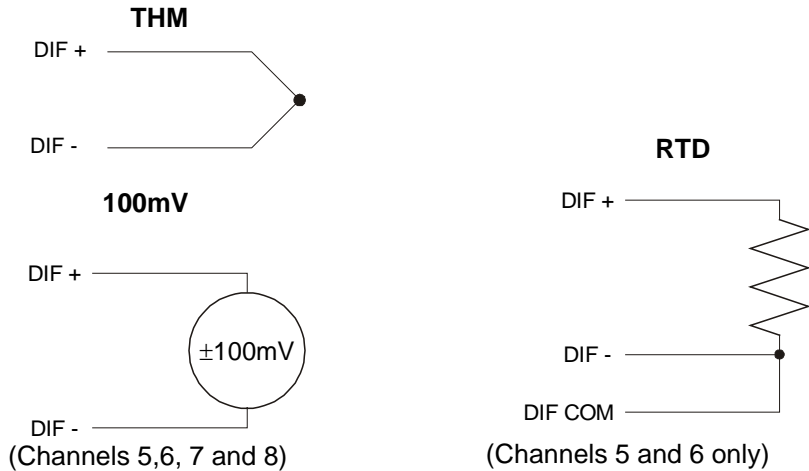 THM
DIF +
DIF -
100mV
DIF +
±100mV
DIF -
(Channels 5,6, 7 and 8)
RTD
DIF +
DIF -
DIF COM
(Channels 5 and 6 only)